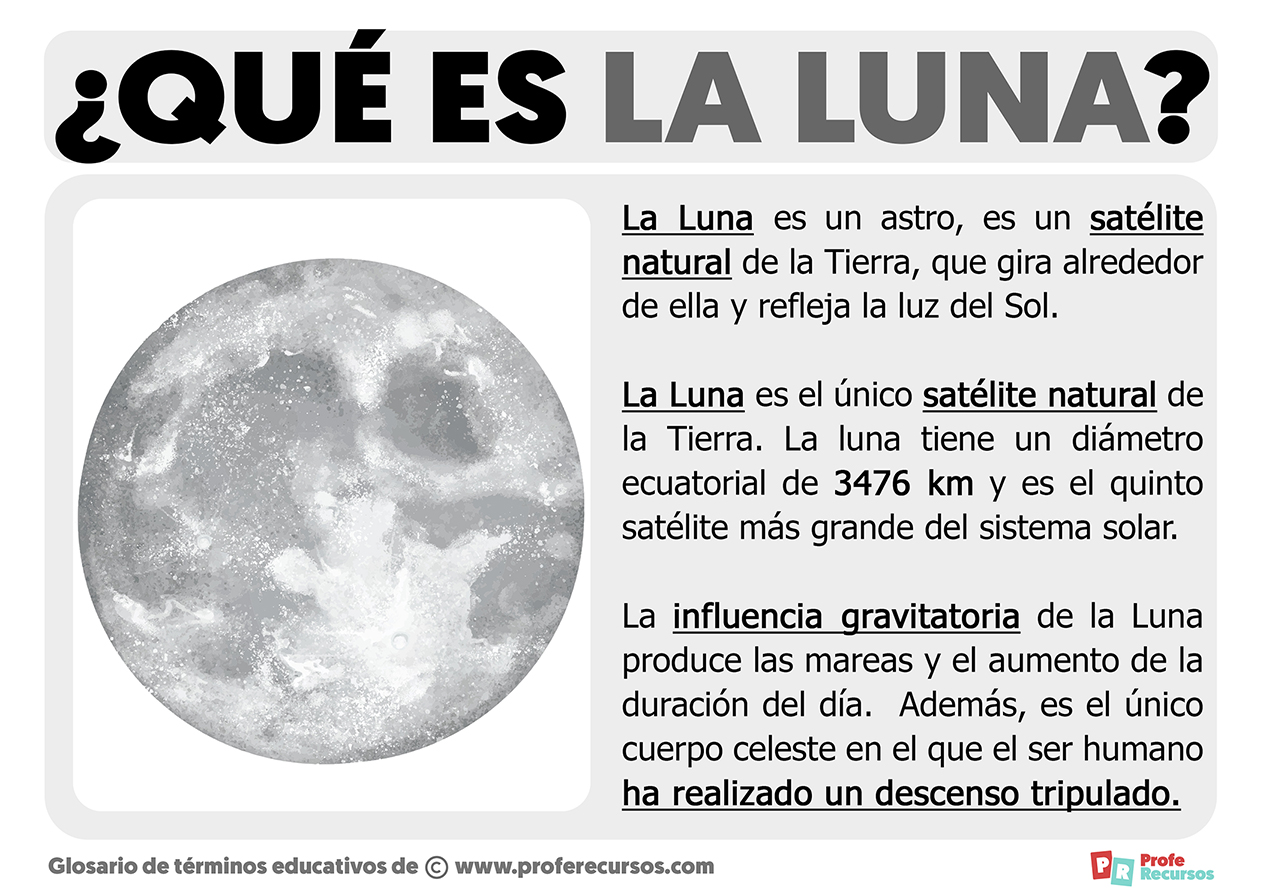 ¿QUÉ ES LA LUNA?
La Luna es un astro, es un satélite
natural de la Tierra, que gira alrededor
de ella y refleja la luz del Sol.
La Luna es el único satélite natural de
la Tierra. La luna tiene un diámetro
ecuatorial de 3476 km y es el quinto
satélite más grande del sistema solar.
La influencia gravitatoria de la Luna
produce las mareas y el aumento de la
duración del día.  Además, es el único
cuerpo celeste en el que el ser humano
ha realizado un descenso tripulado.
Glosario de términos educativos de © www.proferecursos.com
PR Profe
Recursos